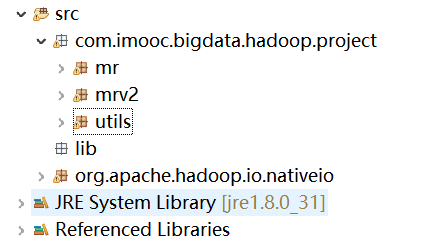 src
com.imooc.bigdata.hadoop.project
mr
mrv2
utils
lib
org.apache.hadoop.io.nativeio
JRE System Library [jre1.8.0_31]
Referenced Libraries